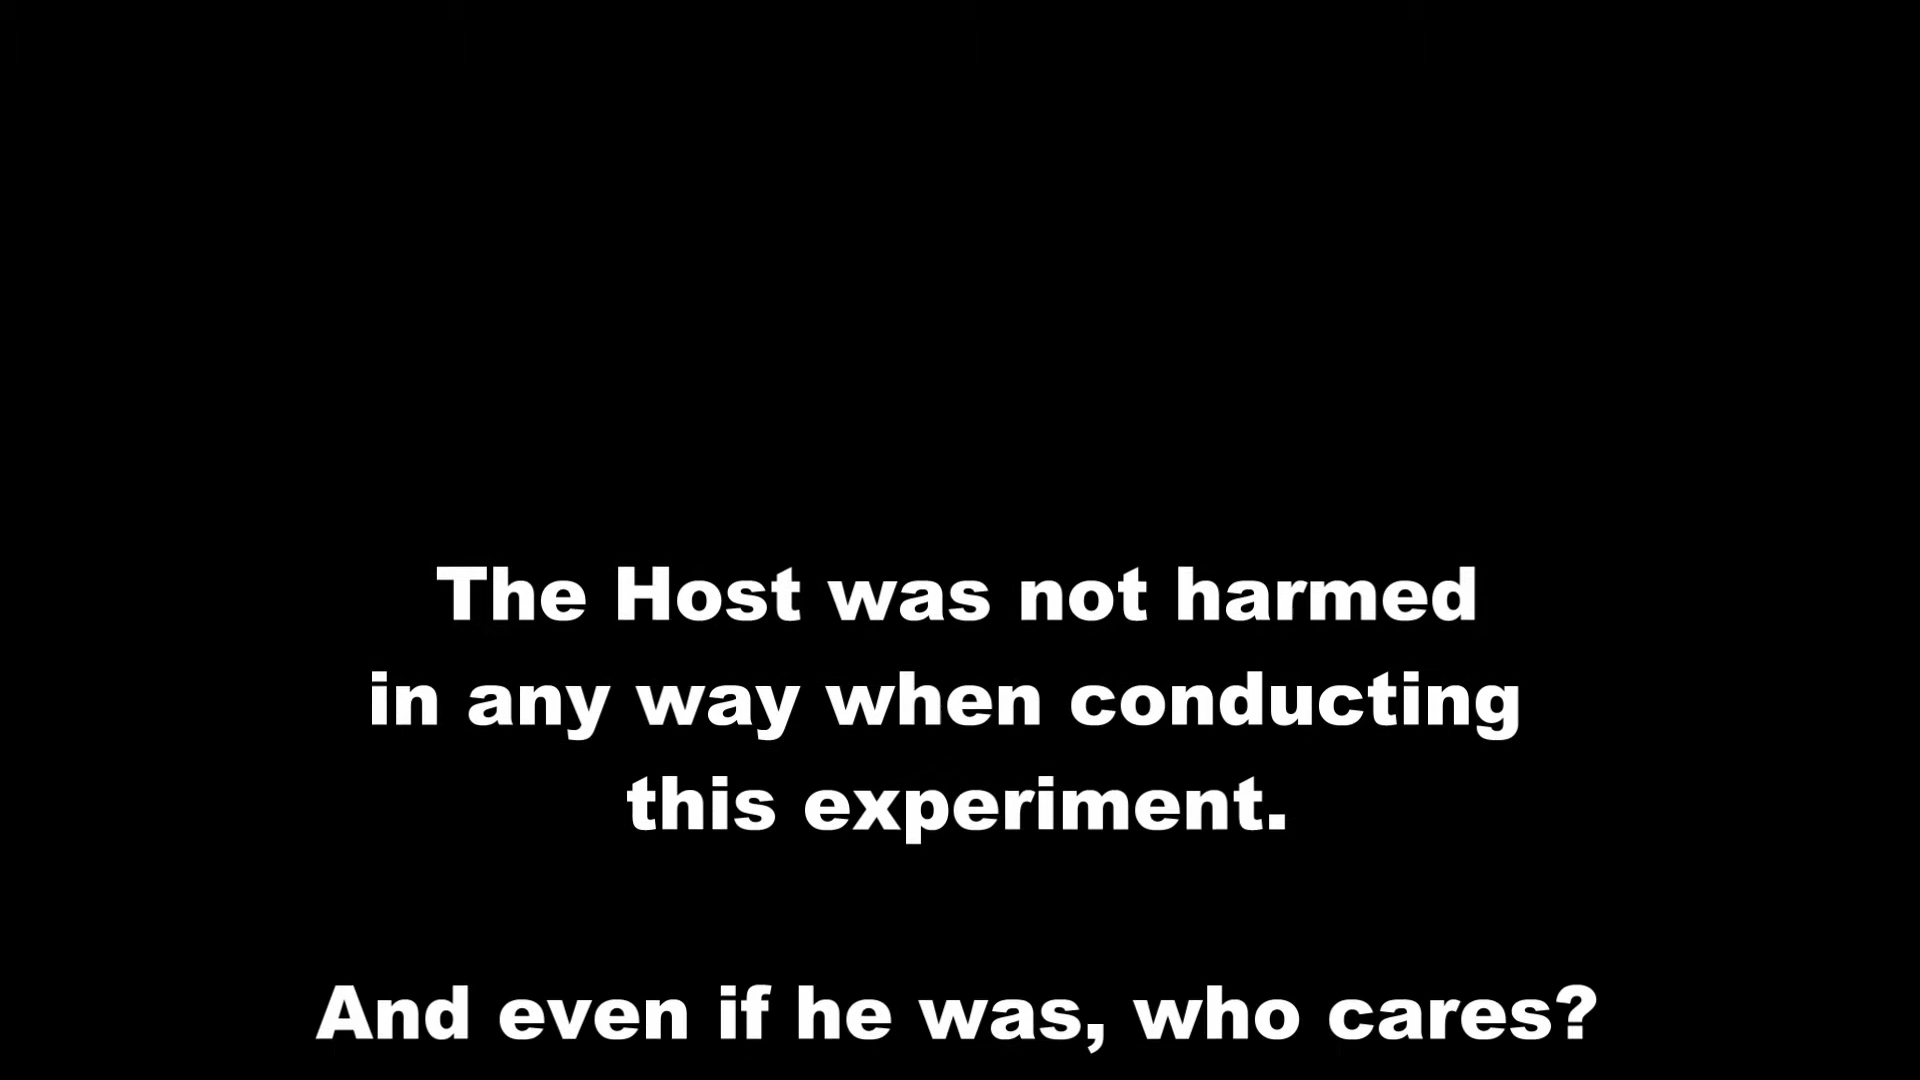 The Host was not harmed
in any way when conducting
this experiment.
And even if he was, who cares?